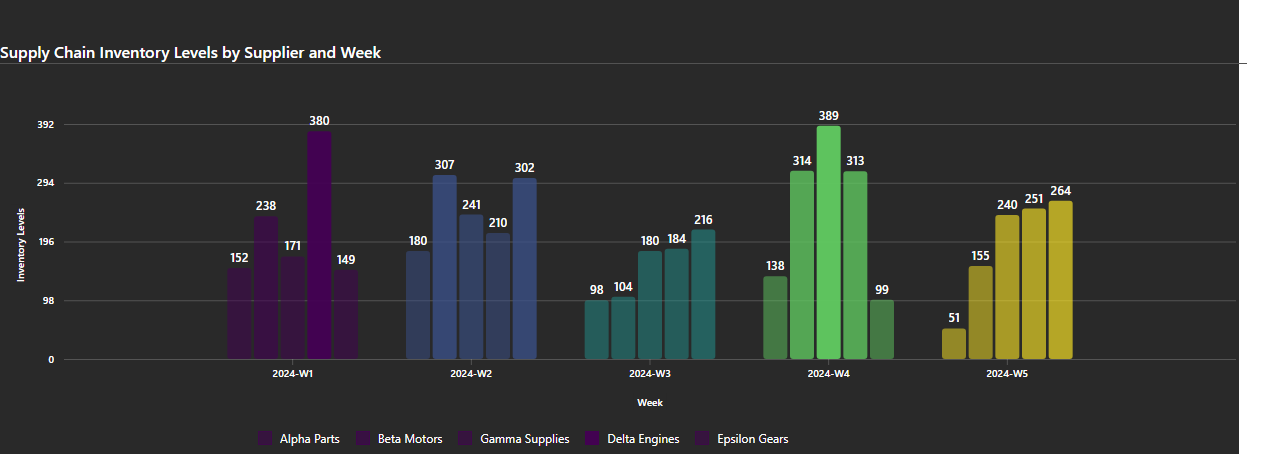 Supply Chain Inventory Levels by Supplier and Week
Inventory Levels
392
294
196
98
0
152 238 171 380 149
180 307 241 210 302
98 104 180 184 216
138 314 389 313 99
51 155 240 251 264
2024-W1 2024-W2 2024-W3 2024-W4 2024-W5
Week
Alpha Parts Beta Motors Gamma Supplies Delta Engines Epsilon Gears